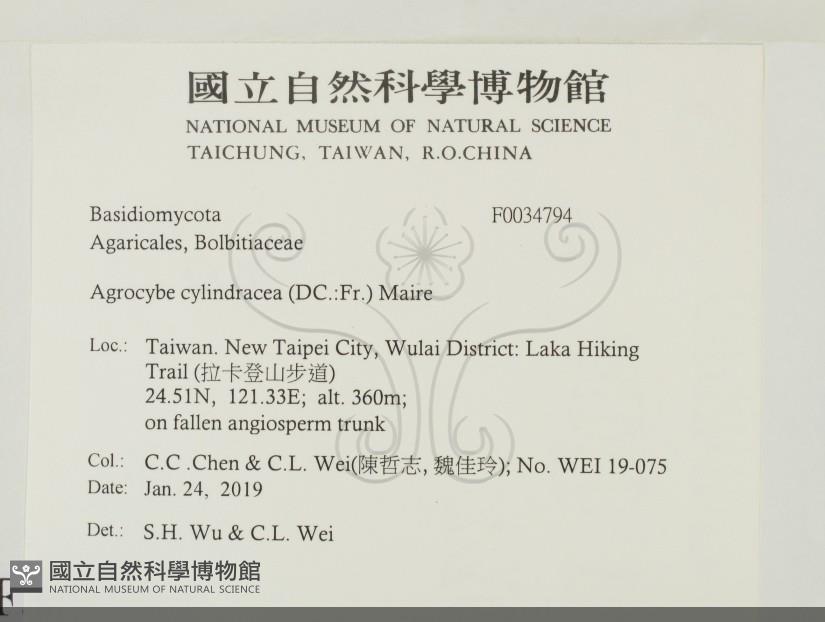 國立自然科學博物館
NATIONAL MUSEUM OF NATURAL SCIENCE
TAICHUNG, TAIWAN, R.O.CHINA
Basidiomycota F0034794
Agaricales, Bolbitiaceae
Agrocybe cylindracea (DC.:Fr.) Maire
Loc.: Taiwan. New Taipei City, Wulai District: Laka Hiking
Trail (拉卡登山步道)
24.51N, 121.33E; alt. 360m;
on fallen angiosperm trunk
Col.: C.C .Chen & C.L. Wei(陳哲志, 魏佳玲); No. WEI 19-075
Date: Jan. 24, 2019
Det.: S.H. Wu & C.L. Wei
國立自然科學博物館
NATIONAL MUSEUM OF NATURAL SCIENCE